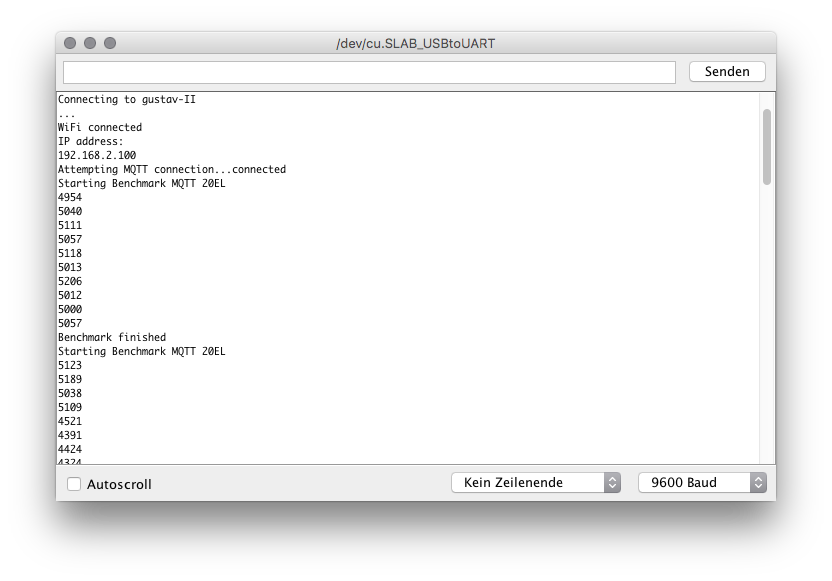 /dev/cu.SLAB_USBtoUART
Senden
Connecting to gustav-II
...
WiFi connected
IP address:
192.168.2.100
Attempting MQTT connection...connected
Starting Benchmark MQTT 20EL
4954
5040
5111
5057
5118
5013
5206
5012
5000
5057
Benchmark finished
Starting Benchmark MQTT 20EL
5123
5189
5038
5109
4521
4391
4424
4324
Autoscroll
Kein Zeilenende
9600 Baud